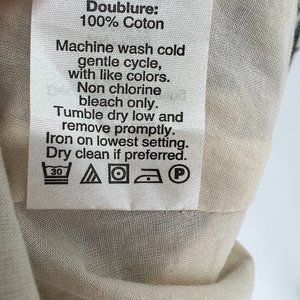 Doublure:
100% Coton
Machine wash cold
gentle cycle,
with like colors.
Non chlorine
bleach only.
Tumble dry low and
remove promptly.
Iron on lowest setting.
Dry clean if preferred.
30 P